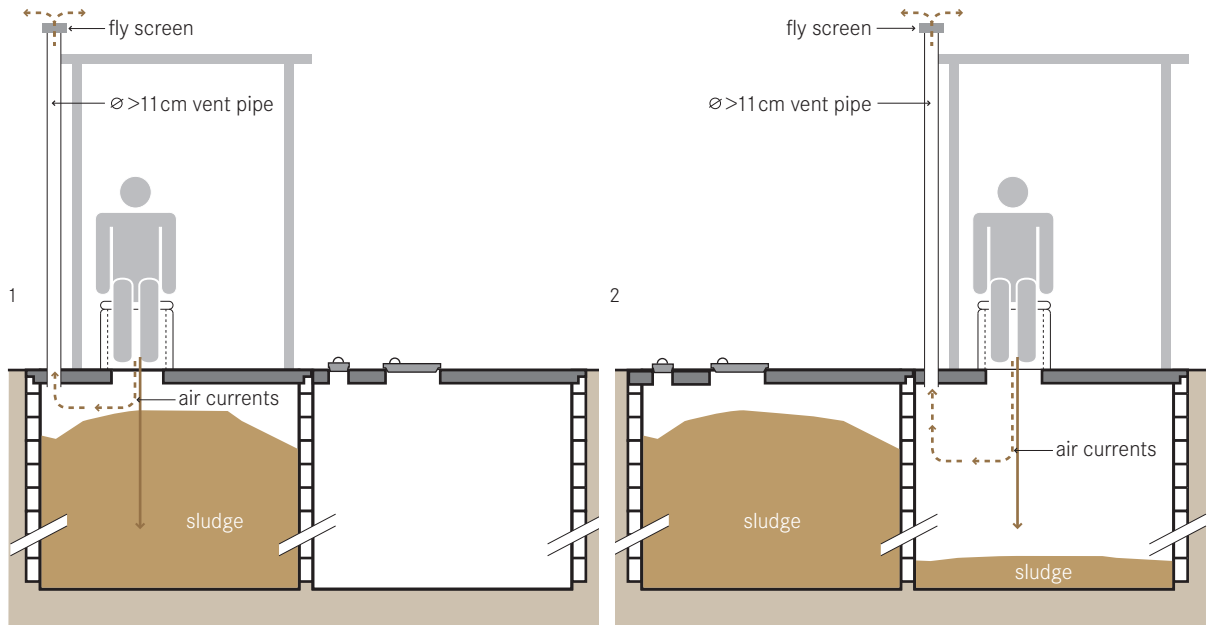 fly screen
⌀ >11cm vent pipe
1
air currents
sludge
fly screen
⌀ >11cm vent pipe
2
air currents
sludge
sludge